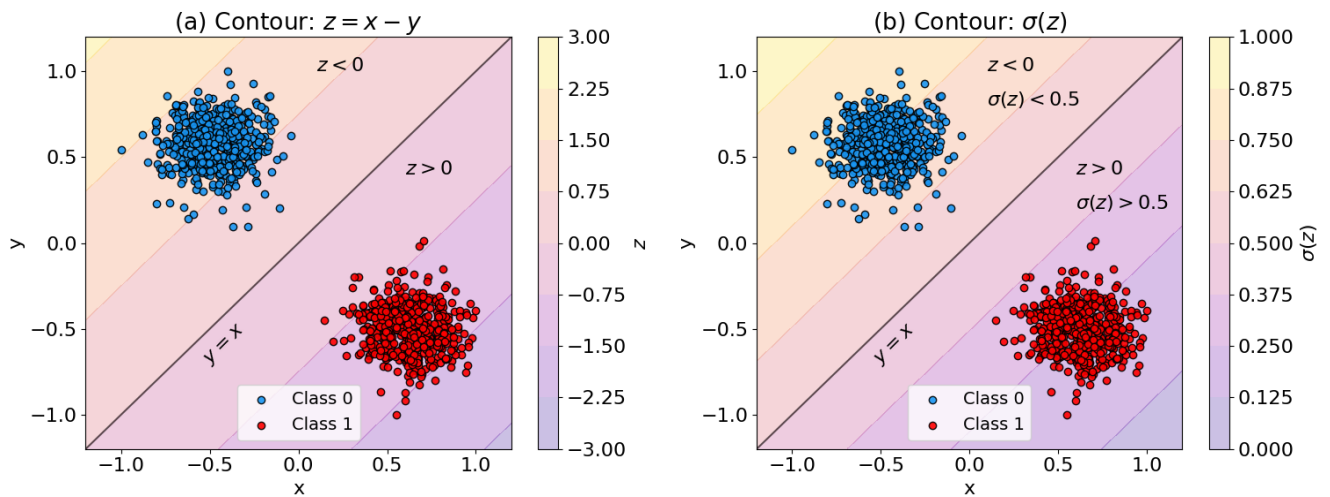 (a) Contour: z = x − y
3.00
2.25
1.50
0.75
0.00
−0.75
−1.50
−2.25
−3.00
z
1.0
0.5
0.0
−0.5
−1.0
y
z < 0
z > 0
y = x
Class 0
Class 1
−1.0
−0.5
0.0
0.5
1.0
x
(b) Contour: σ(z)
1.000
0.875
0.750
0.625
0.500
0.375
0.250
0.125
0.000
σ(z)
1.0
0.5
0.0
−0.5
−1.0
y
z < 0
σ(z) < 0.5
z > 0
σ(z) > 0.5
y = x
Class 0
Class 1
−1.0
−0.5
0.0
0.5
1.0
x